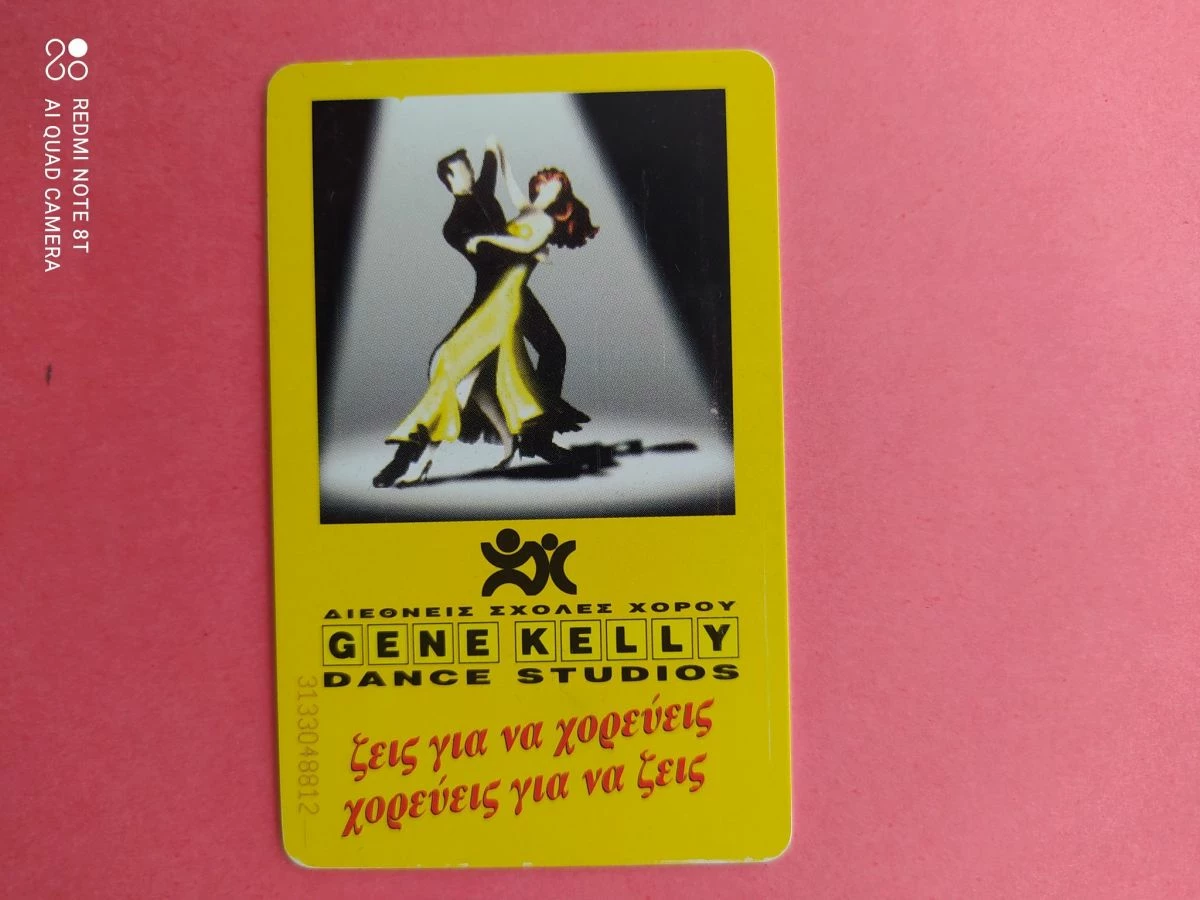 REDMI NOTE 8T
AI QUAD CAMERA
ΔΙΕΘΝΕΙΣ ΣΧΟΛΕΣ ΧΟΡΟΥ
GENE KELLY
DANCE STUDIOS
ζεις για να χορεύεις
χορεύεις για να ζεις
3133048812